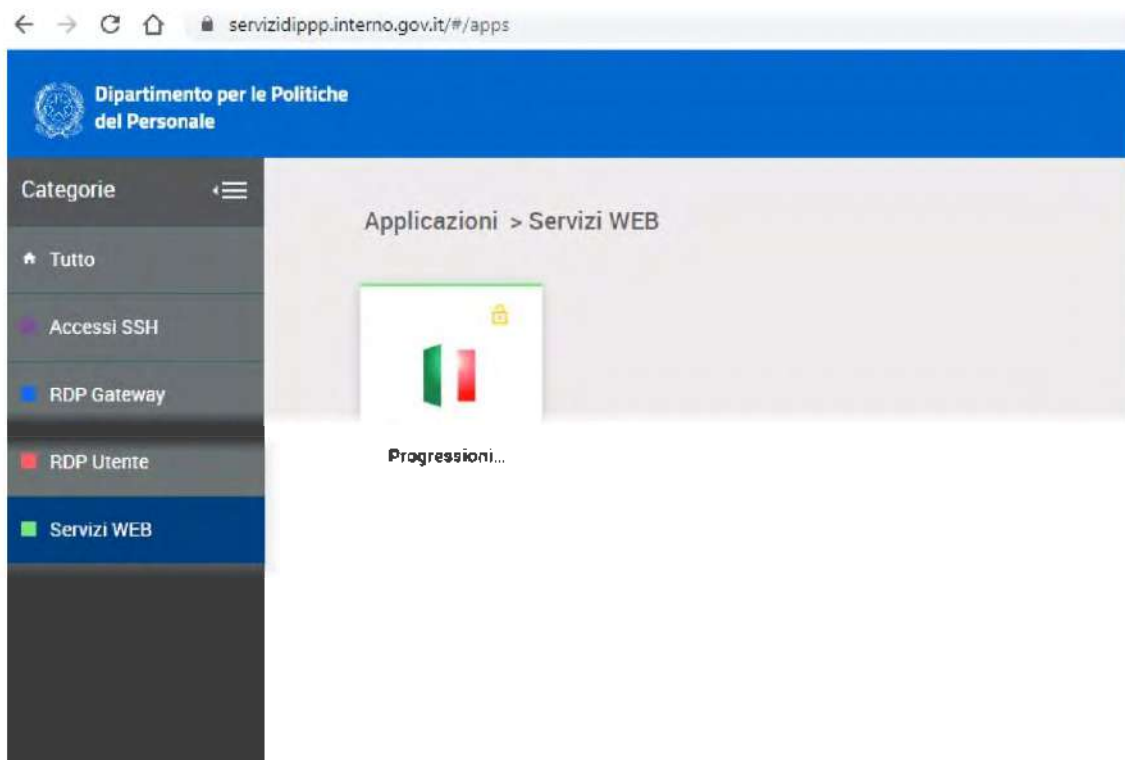 servizidippp.interno.gov.it/#/apps
Dipartimento per le Politiche
del Personale
Categorie
Applicazioni > Servizi WEB
Tutto
Accessi SSH
RDP Gateway
RDP Utente
Progressioni...
Servizi WEB